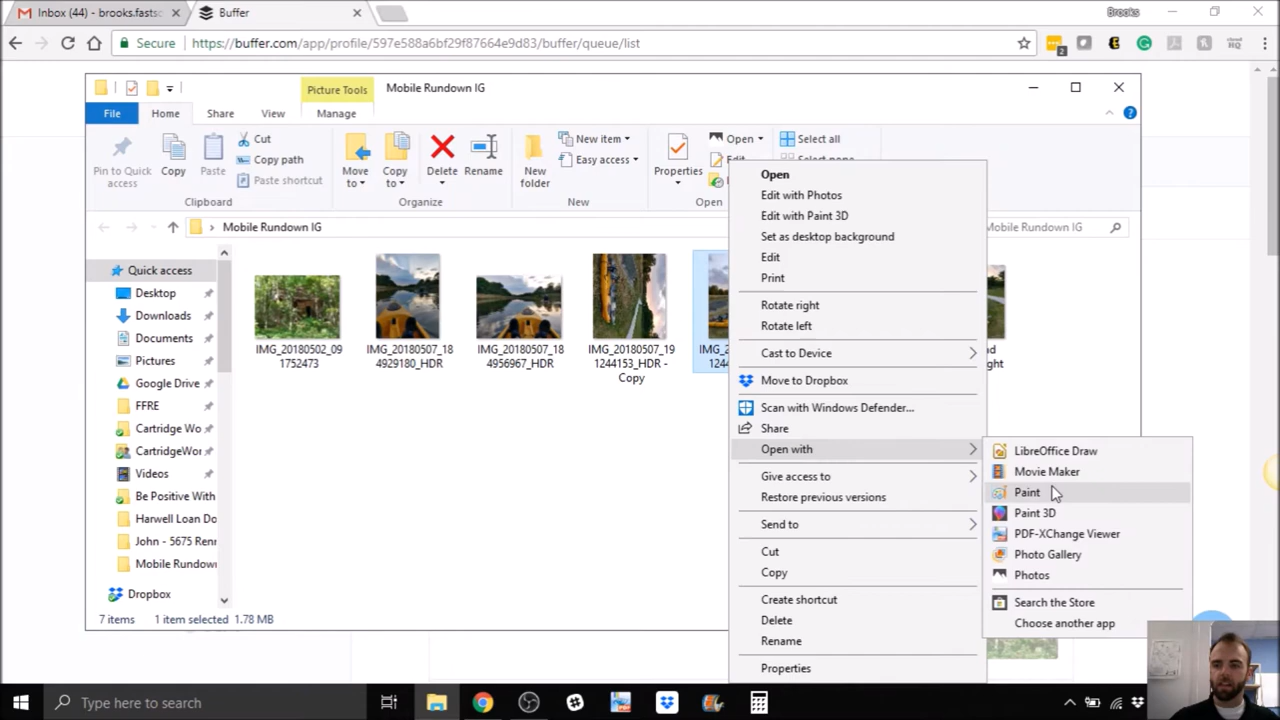 Inbox (44) - brooks.fastsc
Buffer
Brooks
Secure
https://buffer.com/app/profile/597e588a6bf29f87664e9d83/buffer/queue/list
Picture Tools
Mobile Rundown IG
File
Home
Share
View
Manage
Pin to Quick access
Copy
Paste
Cut
Copy path
Paste shortcut
Clipboard
Move to
Copy to
Delete
Rename
Organize
New folder
New item
Easy access
New
Properties
Open
Edit
Open
Select all
Select none
Mobile Rundown IG
Mobile Rundown IG
Quick access
Desktop
Downloads
Documents
Pictures
Google Drive
FFRE
Cartridge Wo
CartridgeWor
Videos
Be Positive With
Harwell Loan Do
John - 5675 Renr
Mobile Rundown
Dropbox
IMG_20180502_09
1752473
IMG_20180507_18
4929180_HDR
IMG_20180507_18
4956967_HDR
IMG_20180507_19
1244153_HDR -
Copy
7 items
1 item selected
1.78 MB
Open
Edit with Photos
Edit with Paint 3D
Set as desktop background
Edit
Print
Rotate right
Rotate left
Cast to Device
Move to Dropbox
Scan with Windows Defender...
Share
Open with
Give access to
Restore previous versions
Send to
Cut
Copy
Create shortcut
Delete
Rename
Properties
LibreOffice Draw
Movie Maker
Paint
Paint 3D
PDF-XChange Viewer
Photo Gallery
Photos
Search the Store
Choose another app
Type here to search